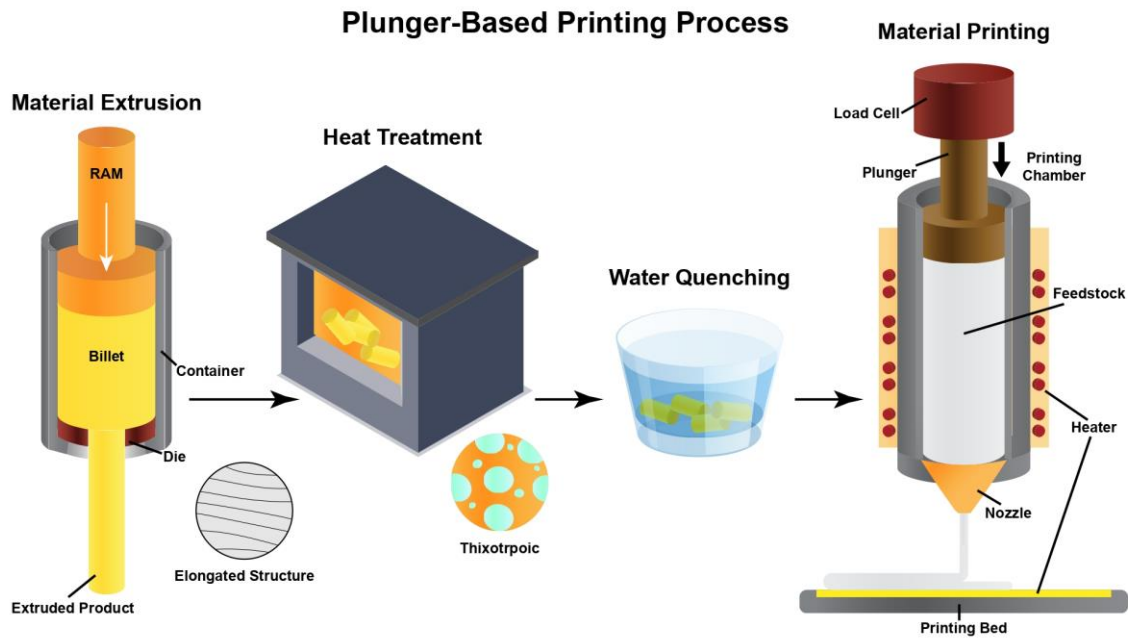 Plunger-Based Printing Process
Material Extrusion
RAM
Billet
Container
Die
Extruded Product
Elongated Structure
Heat Treatment
Thixotrpoic
Water Quenching
Material Printing
Load Cell
Plunger
Printing
Chamber
Feedstock
Heater
Nozzle
Printing Bed